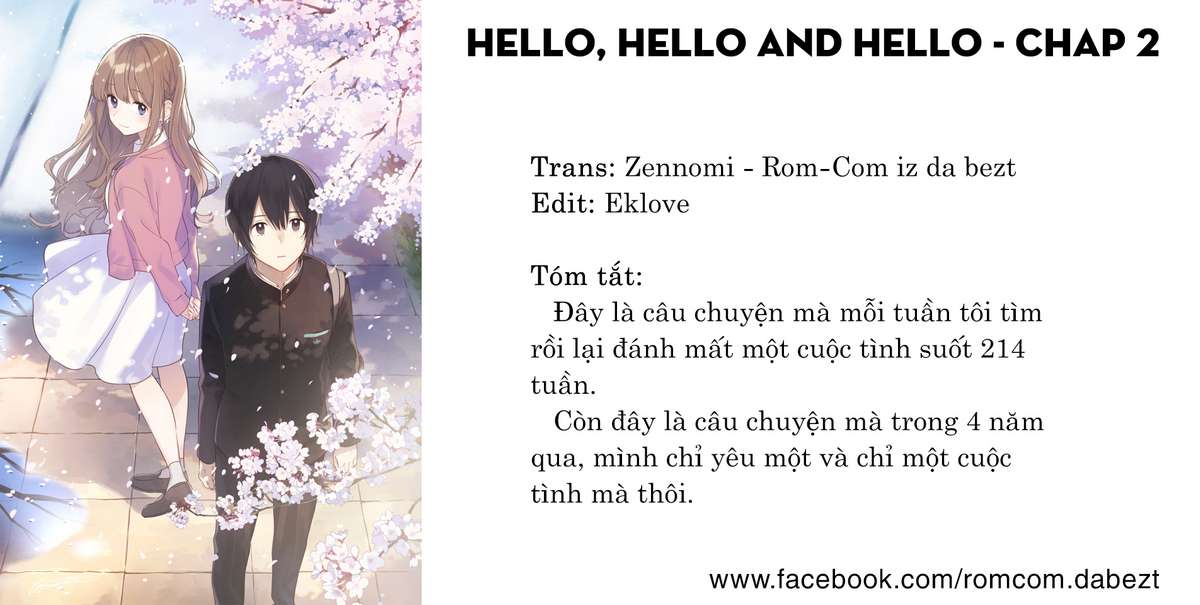 HELLO, HELLO AND HELLO - CHAP 2
Trans: Zennomi - Rom-Com iz da bezt
Edit: Eklove
Tóm tắt:
Đây là câu chuyện mà mỗi tuần tôi tìm
rồi lại đánh mất một cuộc tình suốt 214
tuần.
Còn đây là câu chuyện mà trong 4 năm
qua, mình chỉ yêu một và chỉ một cuộc
tình mà thôi.
www.facebook.com/romcom.dabezt